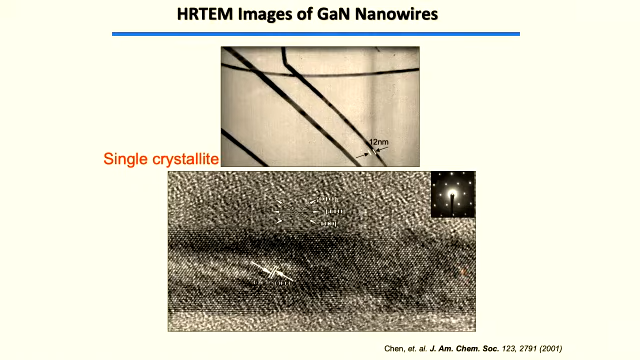 HRTEM Images of GaN Nanowires
12nm
Single crystallite
Chen, et. al. J. Am. Chem. Soc. 123, 2791 (2001)